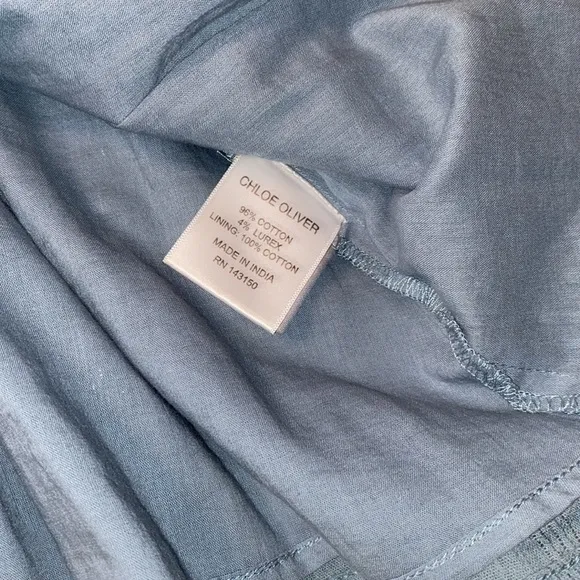 CHLOE OLIVER
96% COTTON
4% LUREX
LINING: 100% COTTON
MADE IN INDIA
RN 143150